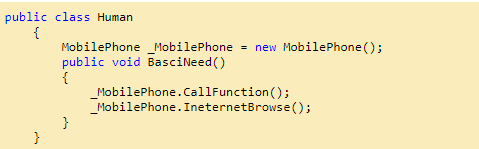 public class Human
{
MobilePhone _MobilePhone = new MobilePhone();
public void BasciNeed()
{
_MobilePhone.CallFunction();
_MobilePhone.IneternetBrowse();
}
}